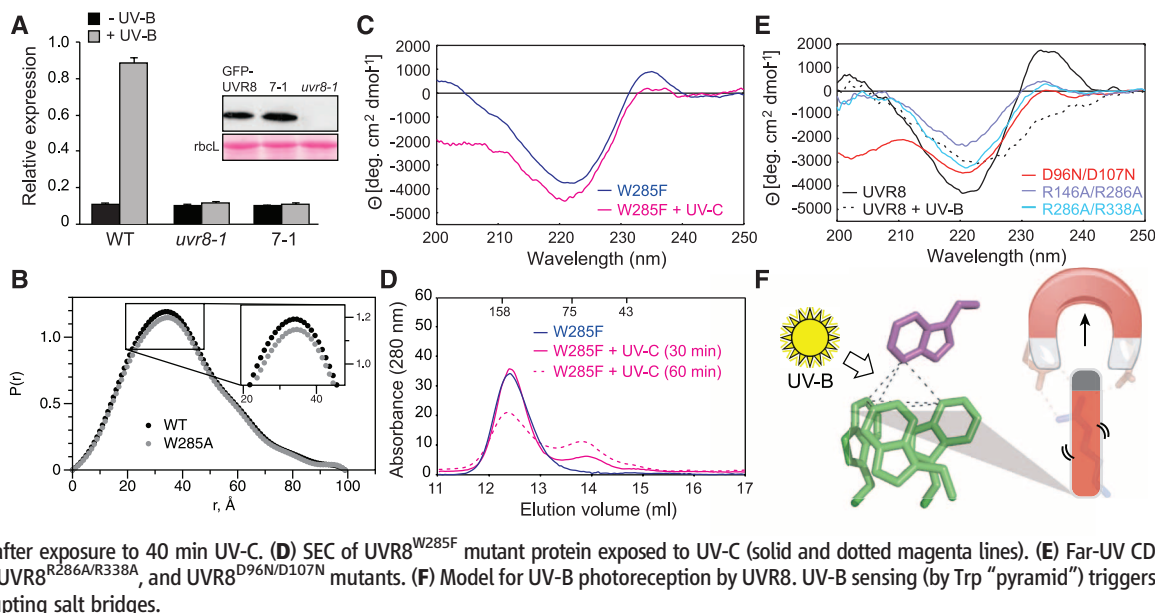 A
- UV-B
+ UV-B
Relative expression
1.0
0.8
0.6
0.4
0.2
0
WT
uvr8-1
7-1
GFP-
UVR8 7-1 uvr8-1
rbcL
B
P(r)
1.0
0.5
0
0 20 40 60 80 100
r, Å
WT
W285A
1.2
1.0
20 40
C
Θ [deg. cm2 dmol-1]
2000
1000
0
-1000
-2000
-3000
-4000
-5000
200 210 220 230 240 250
Wavelength (nm)
W285F
W285F + UV-C
D
158 75 43
Absorbance (280 nm)
60
50
40
30
20
10
0
11 12 13 14 15 16 17
Elution volume (ml)
W285F
W285F + UV-C (30 min)
W285F + UV-C (60 min)
E
Θ [deg. cm2 dmol-1]
2000
1000
0
-1000
-2000
-3000
-4000
-5000
200 210 220 230 240 250
Wavelength (nm)
UVR8
UVR8 + UV-B
D96N/D107N
R146A/R286A
R286A/R338A
F
UV-B
after exposure to 40 min UV-C. (D) SEC of UVR8W285F mutant protein exposed to UV-C (solid and dotted magenta lines). (E) Far-UV CD
UVR8R286A/R338A, and UVR8D96N/D107N mutants. (F) Model for UV-B photoreception by UVR8. UV-B sensing (by Trp “pyramid”) triggers
upting salt bridges.